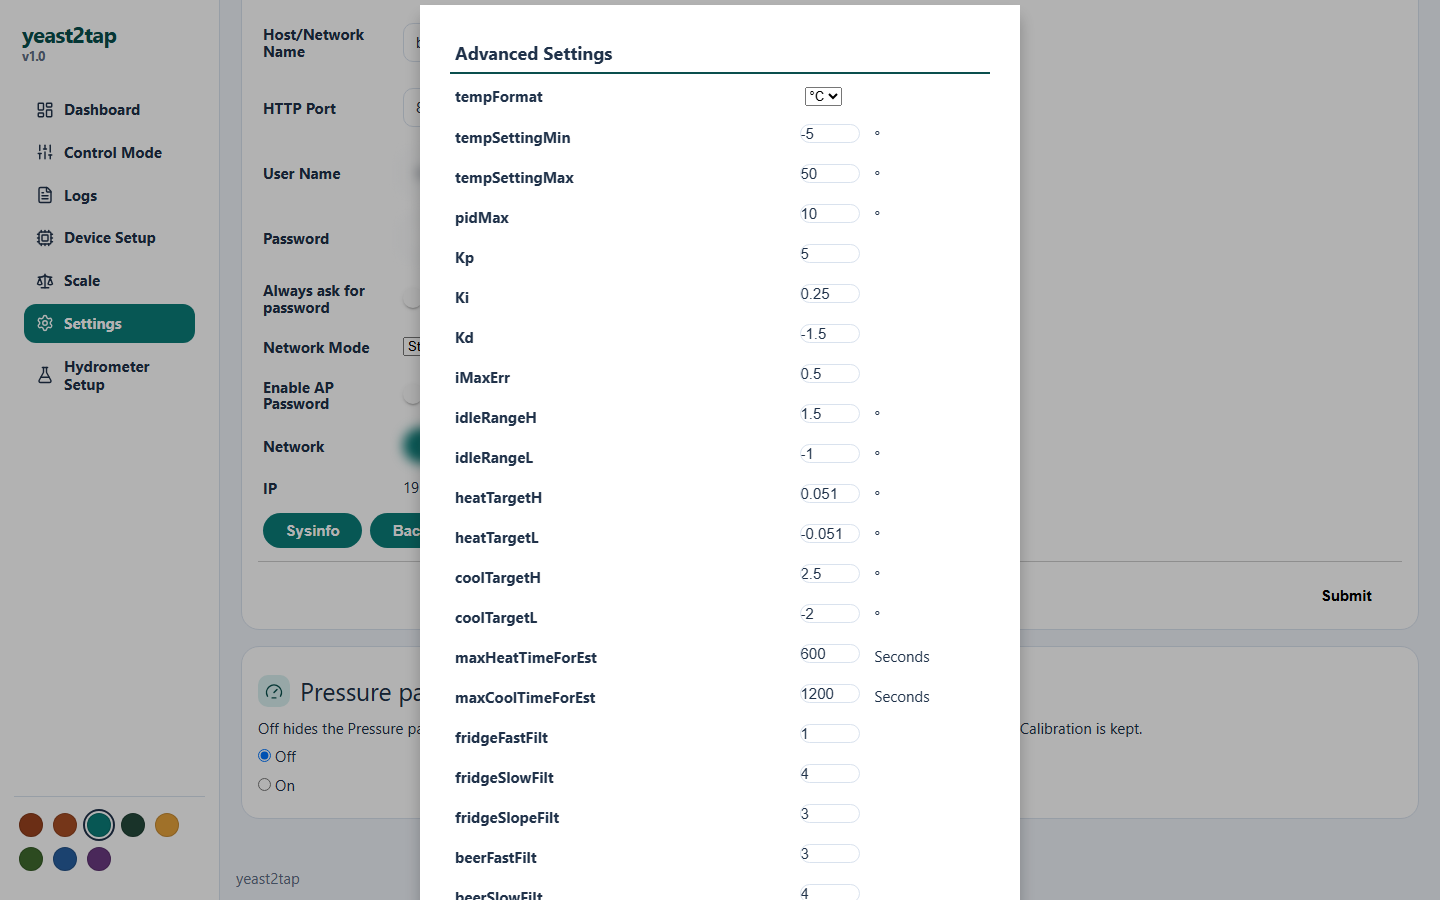 yeast2tap
v1.0
Dashboard
Control Mode
Logs
Device Setup
Scale
Settings
Hydrometer
Setup
Host/Network
Name
HTTP Port
User Name
Password
Always ask for
password
Network Mode
Enable AP
Password
Network
IP
19
Sysinfo
Submit
Pressure
Off hides the Pressure
Calibration is kept.
Off
On
yeast2tap
Advanced Settings
tempFormat °C
tempSettingMin -5 °
tempSettingMax 50 °
pidMax 10 °
Kp 5
Ki 0.25
Kd -1.5
iMaxErr 0.5
idleRangeH 1.5 °
idleRangeL -1 °
heatTargetH 0.051 °
heatTargetL -0.051 °
coolTargetH 2.5 °
coolTargetL -2 °
maxHeatTimeForEst 600 Seconds
maxCoolTimeForEst 1200 Seconds
fridgeFastFilt 1
fridgeSlowFilt 4
fridgeSlopeFilt 3
beerFastFilt 3
beerSlowFilt 4